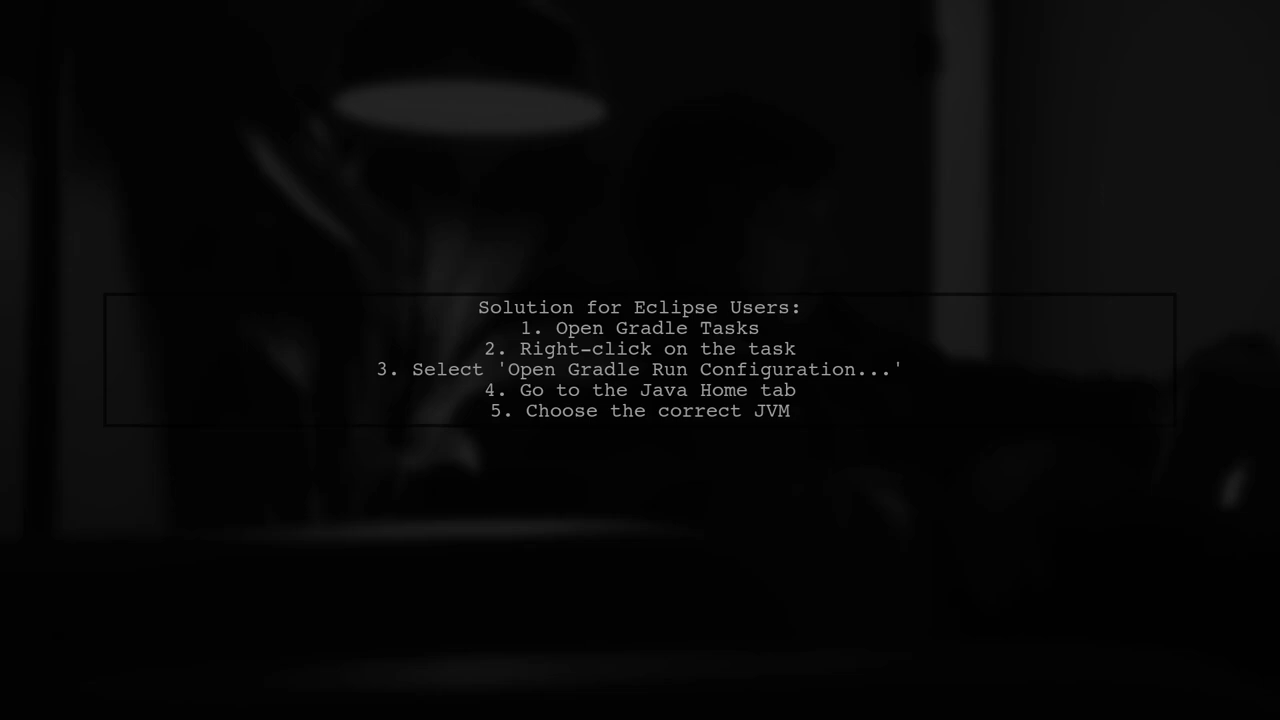 Solution for Eclipse Users:
1. Open Gradle Tasks
2. Right-click on the task
3. Select 'Open Gradle Run Configuration...'
4. Go to the Java Home tab
5. Choose the correct JVM